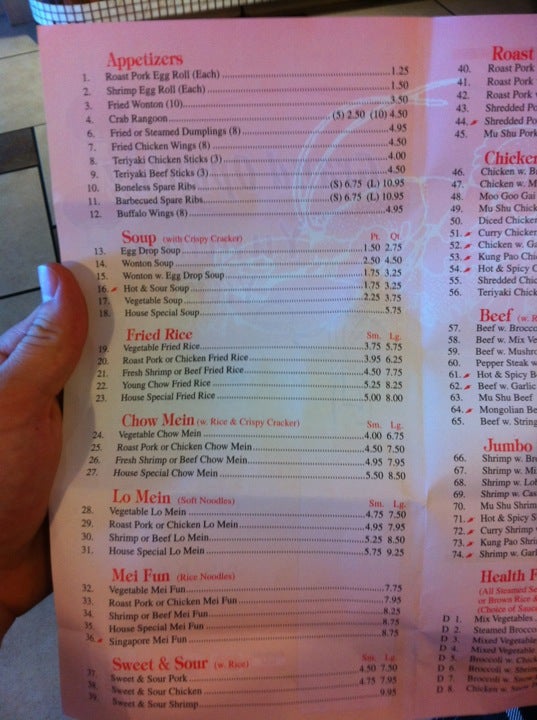 Appetizers
1. Roast Pork Egg Roll (Each) 1.25
2. Shrimp Egg Roll (Each) 1.50
3. Fried Wonton (10) 3.50
4. Crab Rangoon (S) 2.50 (10) 4.50
6. Fried or Steamed Dumplings (8) 4.95
7. Fried Chicken Wings (8) 4.50
8. Teriyaki Chicken Sticks (3) 4.00
9. Teriyaki Beef Sticks (3) 4.50
10. Boneless Spare Ribs (S) 6.75 (L) 10.95
11. Barbecued Spare Ribs (S) 6.75 (L) 10.95
12. Buffalo Wings (8) 4.95
Soup (with Crispy Cracker) Pt. Qt.
13. Egg Drop Soup 1.50 2.75
14. Wonton Soup 2.50 4.50
15. Wonton w. Egg Drop Soup 1.75 3.25
16. Hot & Sour Soup 1.75 3.25
17. Vegetable Soup 2.25 3.75
18. House Special Soup 5.75
Fried Rice Sm. Lg.
19. Vegetable Fried Rice 3.75 5.75
20. Roast Pork or Chicken Fried Rice 3.95 6.25
21. Fresh Shrimp or Beef Fried Rice 4.50 7.75
22. Young Chow Fried Rice 5.25 8.25
23. House Special Fried Rice 5.00 8.00
Chow Mein (w. Rice & Crispy Cracker) Sm. Lg.
24. Vegetable Chow Mein 4.00 6.75
25. Roast Pork or Chicken Chow Mein 4.50 7.50
26. Fresh Shrimp or Beef Chow Mein 4.95 7.95
27. House Special Chow Mein 5.50 8.50
Lo Mein (Soft Noodles) Sm. Lg.
28. Vegetable Lo Mein 4.75 7.50
29. Roast Pork or Chicken Lo Mein 4.95 7.95
30. Shrimp or Beef Lo Mein 5.25 8.50
31. House Special Lo Mein 5.75 9.25
Mei Fun (Rice Noodles)
32. Vegetable Mei Fun 7.75
33. Roast Pork or Chicken Mei Fun 7.95
34. Shrimp or Beef Mei Fun 8.25
35. House Special Mei Fun 8.75
36. Singapore Mei Fun 8.75
Sweet & Sour (w. Rice) Sm. Lg.
37. Sweet & Sour Pork 4.50 7.50
38. Sweet & Sour Chicken 4.75 7.95
39. Sweet & Sour Shrimp 9.95
Roast
40. Roast Pork
41. Roast Pork
42. Roast Pork
43. Shredded Po
44. Shredded Po
45. Mu Shu Pork
Chicken
46. Chicken w. B
47. Chicken w. M
48. Moo Goo Gai
49. Mu Shu Chick
50. Diced Chicken
51. Curry Chicken
52. Chicken w. Ga
53. Kung Pao Chi
54. Hot & Spicy C
55. Shredded Chic
56. Teriyaki Chick
Beef (w. R
57. Beef w. Brocco
58. Beef w. Mix Ve
59. Beef w. Mushro
60. Pepper Steak w
61. Hot & Spicy B
62. Beef w. Garlic
63. Mu Shu Beef
64. Mongolian Be
65. Beef w. String
Jumbo
66. Shrimp w. Bro
67. Shrimp w. Mi
68. Shrimp w. Lob
69. Shrimp w. Cas
70. Mu Shu Shrim
71. Hot & Spicy S
72. Curry Shrimp
73. Kung Pao Shri
74. Shrimp w. Garl
Health F
(All Steamed Se
or Brown Rice &
(Choice of Sauce
D 1. Mix Vegetables
D 2. Steamed Brocco
D 3. Mixed Vegetable
D 4. Mixed Vegetable
D 5. Broccoli w. Chick
D 6. Broccoli w. Shrim
D 7. Broccoli w. Snow
D 8. Chicken w. Snow P